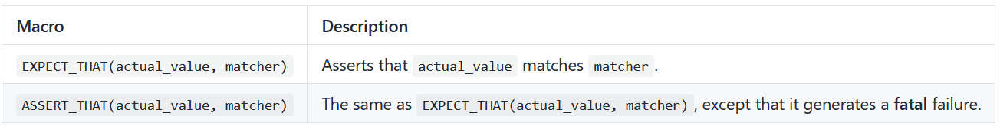 Macro Description
EXPECT_THAT(actual_value, matcher) Asserts that actual_value matches matcher.
ASSERT_THAT(actual_value, matcher) The same as EXPECT_THAT(actual_value, matcher), except that it generates a fatal failure.